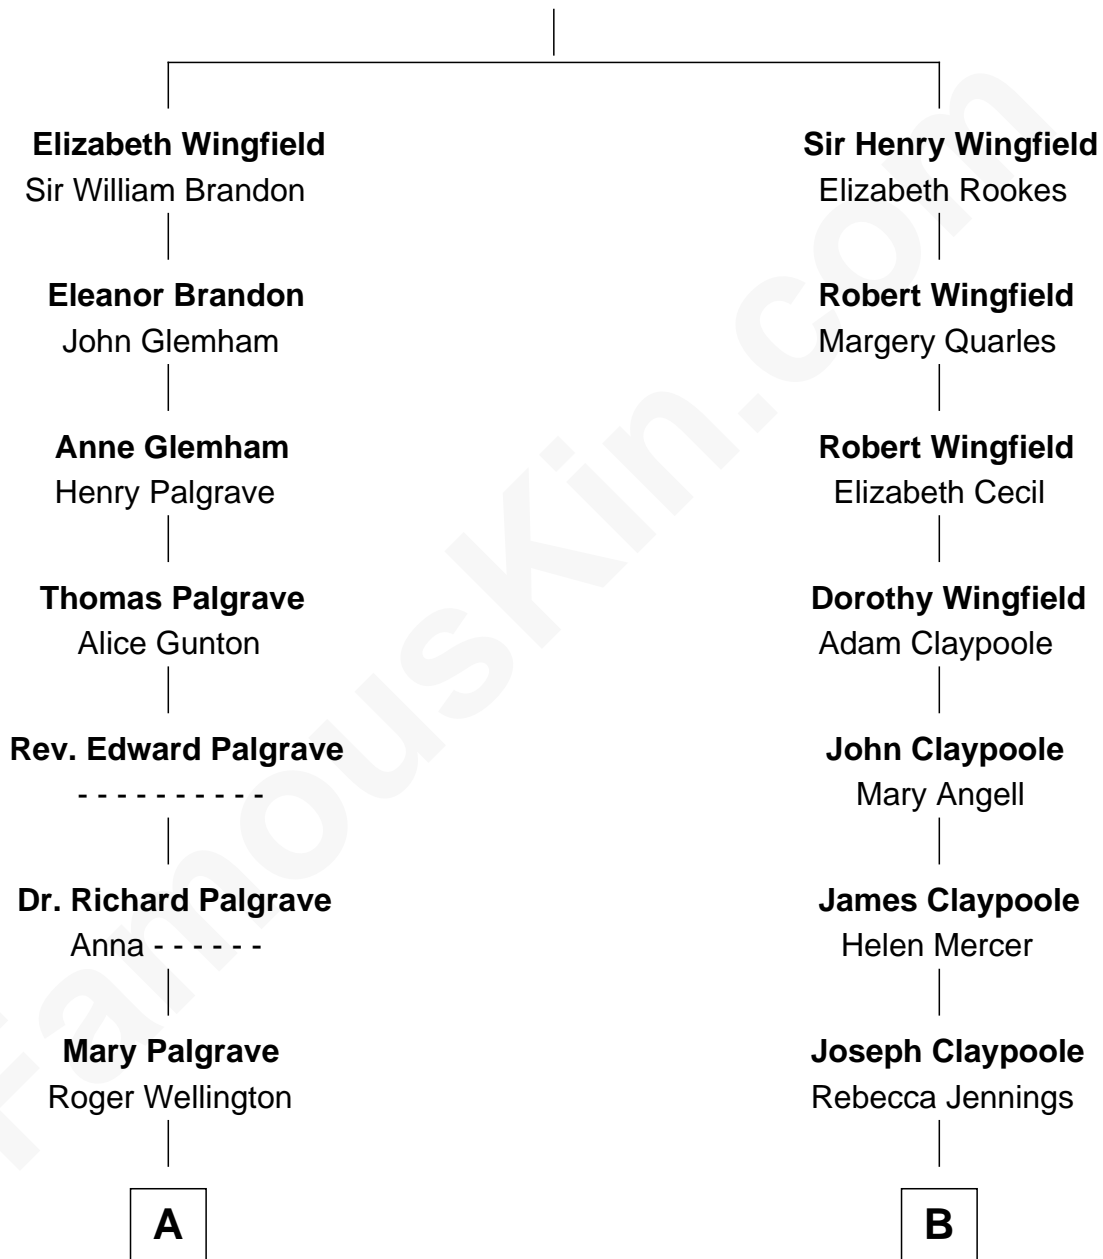 Elizabeth Wingfield
Sir William Brandon
Eleanor Brandon
John Glemham
Anne Glemham
Henry Palgrave
Thomas Palgrave
Alice Gunton
Rev. Edward Palgrave
- - - - - - - - - -
Dr. Richard Palgrave
Anna - - - - - -
Mary Palgrave
Roger Wellington
A
Sir Henry Wingfield
Elizabeth Rookes
Robert Wingfield
Margery Quarles
Robert Wingfield
Elizabeth Cecil
Dorothy Wingfield
Adam Claypoole
John Claypoole
Mary Angell
James Claypoole
Helen Mercer
Joseph Claypoole
Rebecca Jennings
B
FamousKin.com